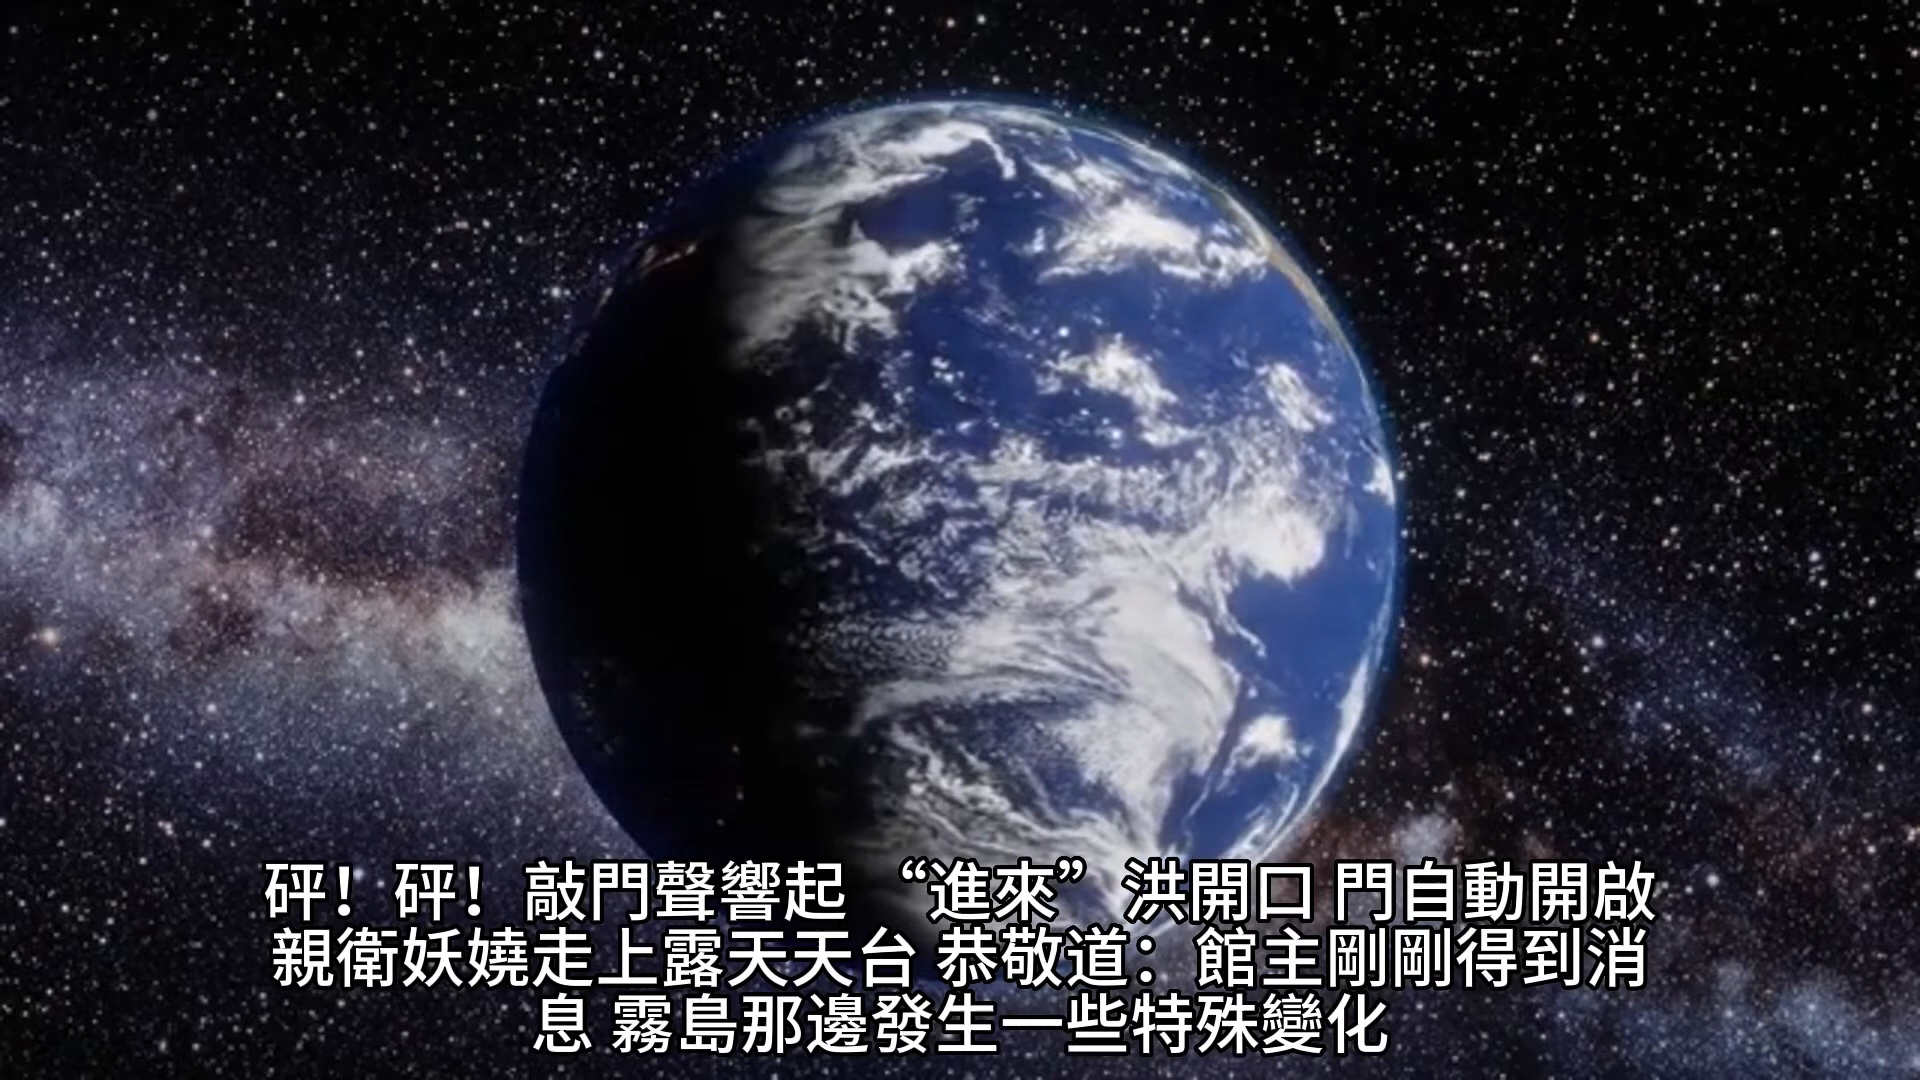 砰！砰！敲門聲響起 “進來”洪開口 門自動開啟
親衛妖嬈走上露天天台 恭敬道：館主剛剛得到消
息 霧島那邊發生一些特殊變化